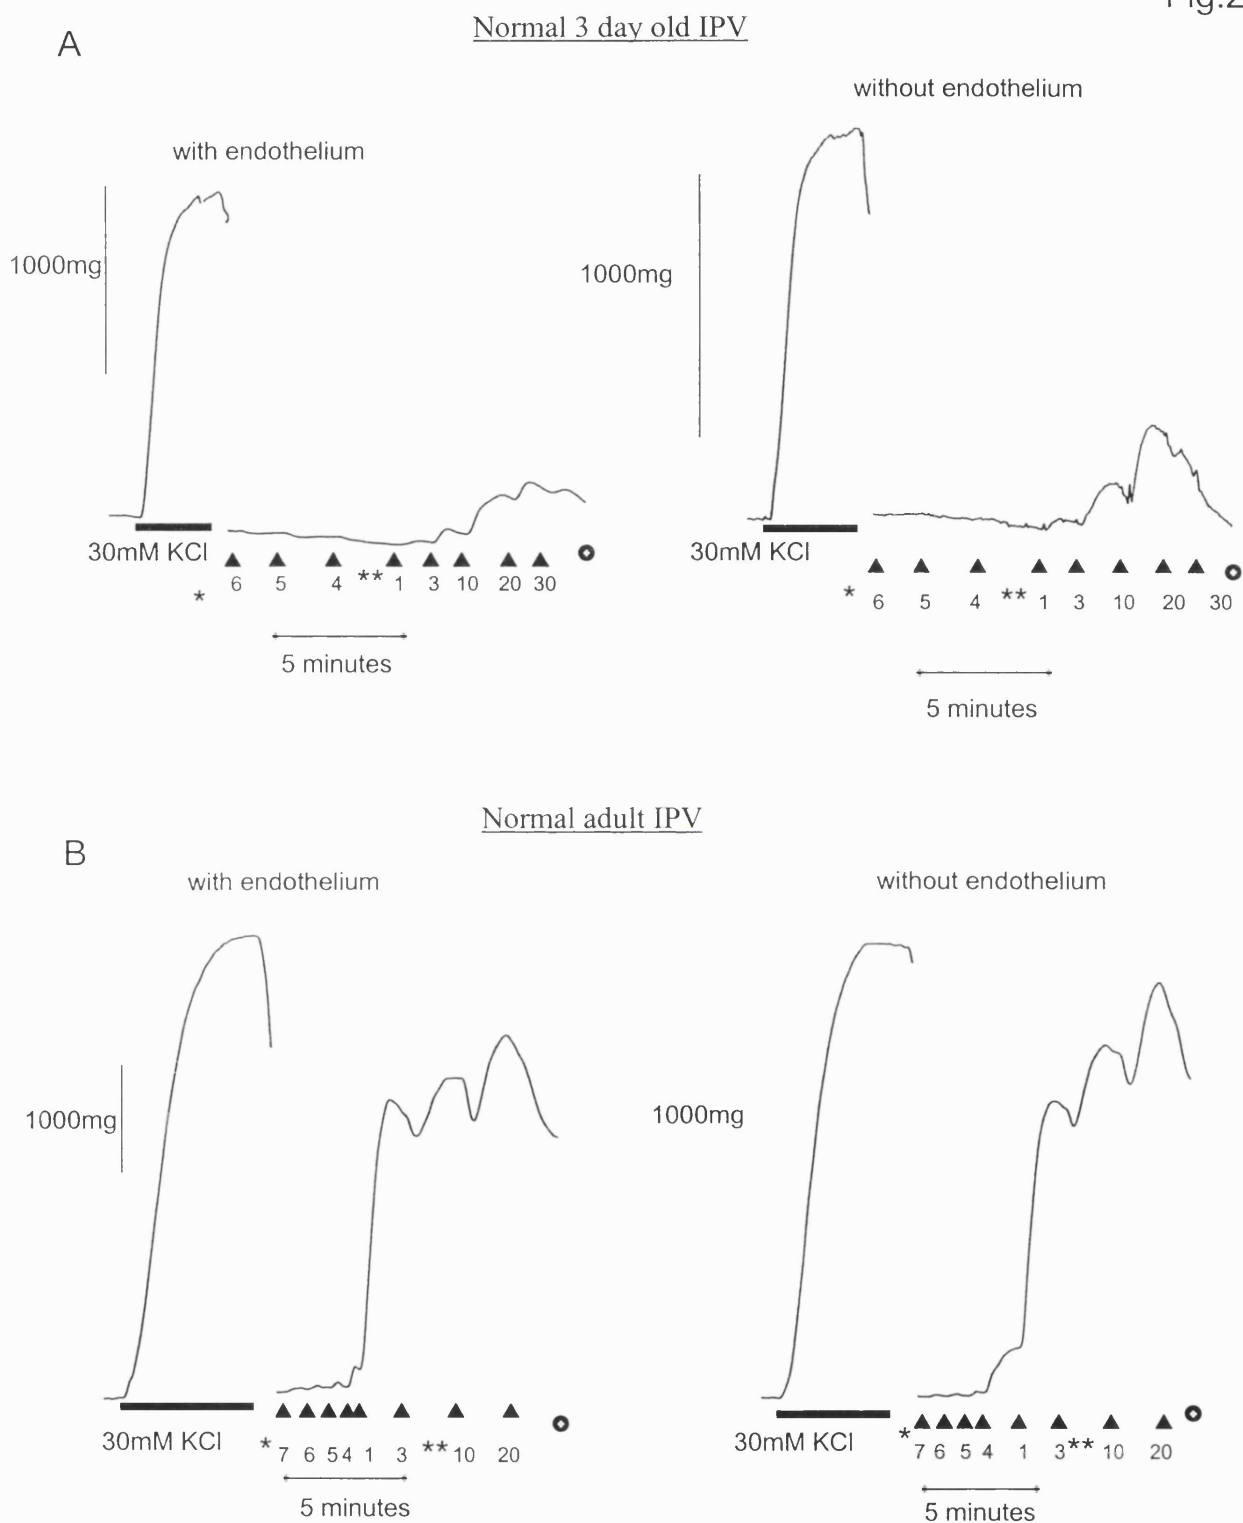 Fig.2
Normal 3 day old IPV
A
without endothelium
with endothelium
1000mg
1000mg
30mM KCl
* 6 5 4 ** 1 3 10 20 30
30mM KCl
* 6 5 4 ** 1 3 10 20 30
5 minutes
5 minutes
Normal adult IPV
B
with endothelium
without endothelium
1000mg
1000mg
30mM KCl
* 7 6 5 4 1 3 ** 10 20
30mM KCl
* 7 6 5 4 1 3 ** 10 20
5 minutes
5 minutes